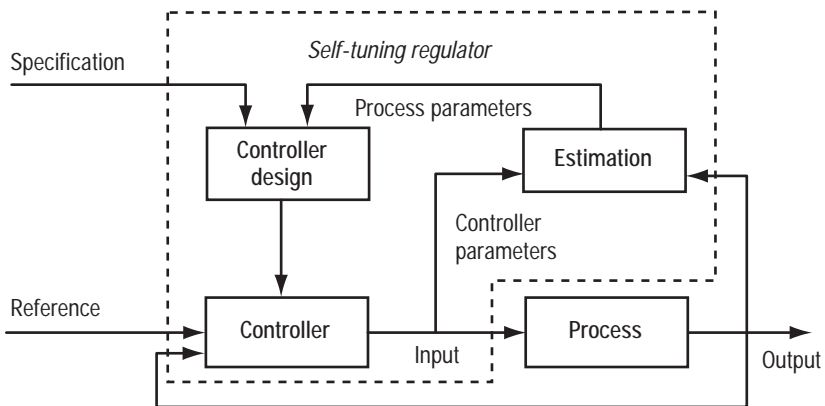 Self-tuning regulator
Specification
Process parameters
Controller
design
Estimation
Controller
parameters
Reference
Controller
Process
Input
Output